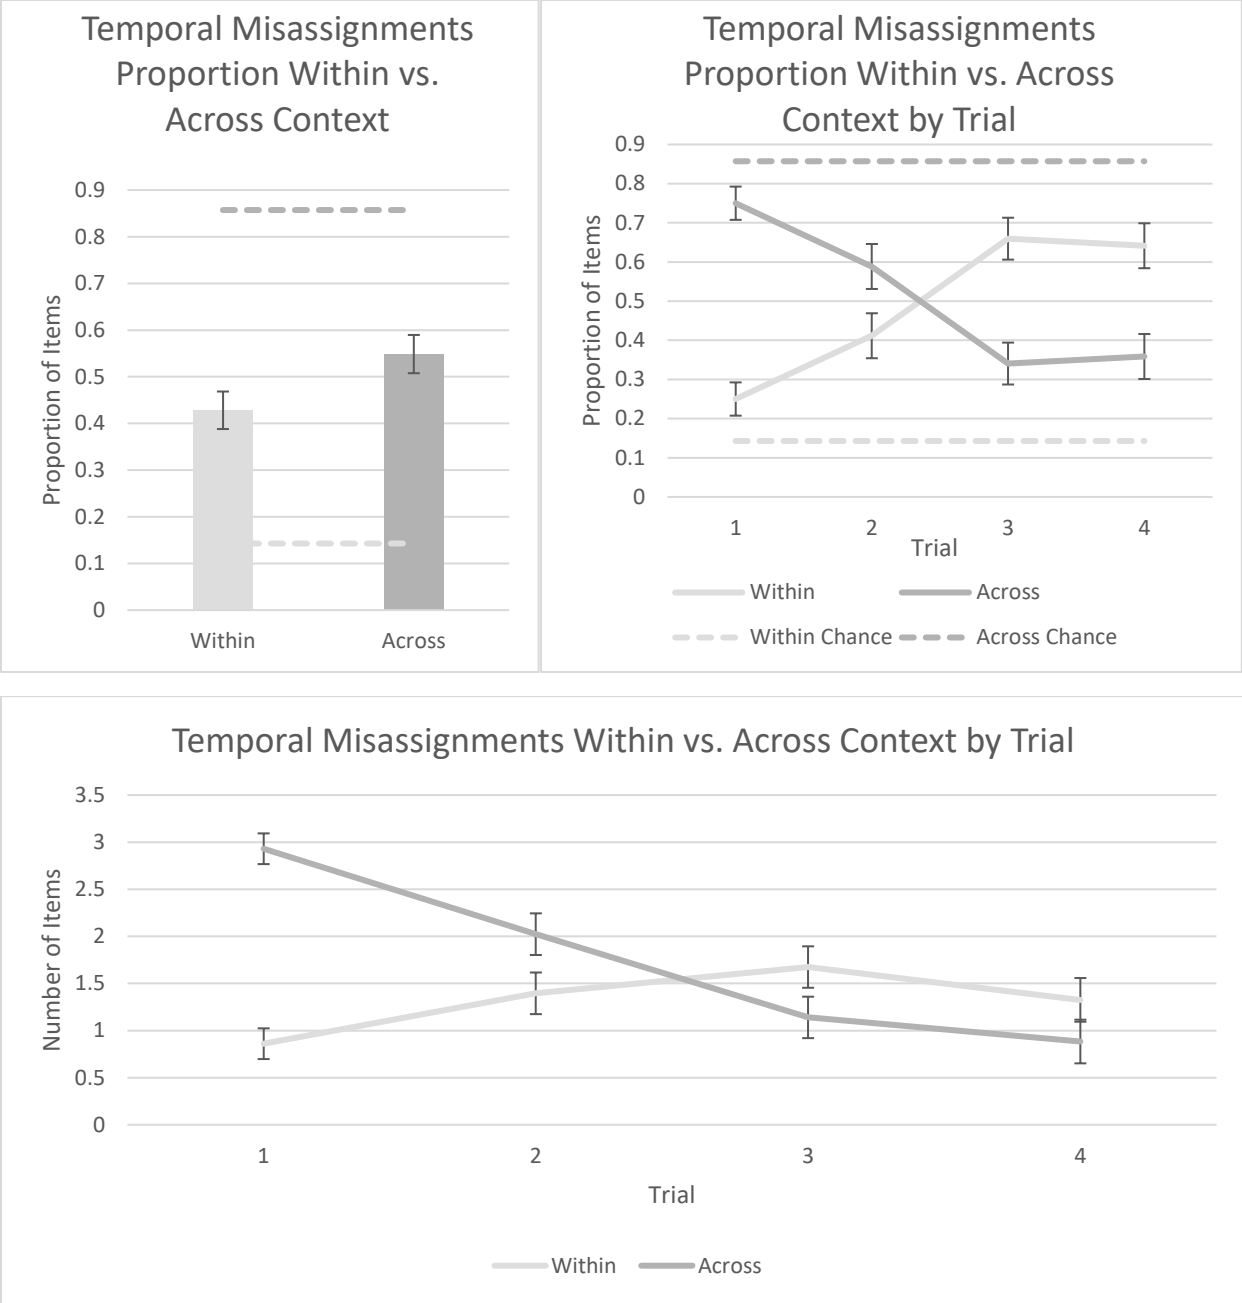 Temporal Misassignments
Proportion Within vs.
Across Context
0.9
0.8
0.7
0.6
0.5
0.4
0.3
0.2
0.1
0
Proportion of Items
Within
Across
Temporal Misassignments
Proportion Within vs. Across
Context by Trial
0.9
0.8
0.7
0.6
0.5
0.4
0.3
0.2
0.1
0
Proportion of Items
1 2 3 4
Trial
Within Across
Within Chance Across Chance
Temporal Misassignments Within vs. Across Context by Trial
3.5
3
2.5
2
1.5
1
0.5
0
Number of Items
1 2 3 4
Trial
Within Across